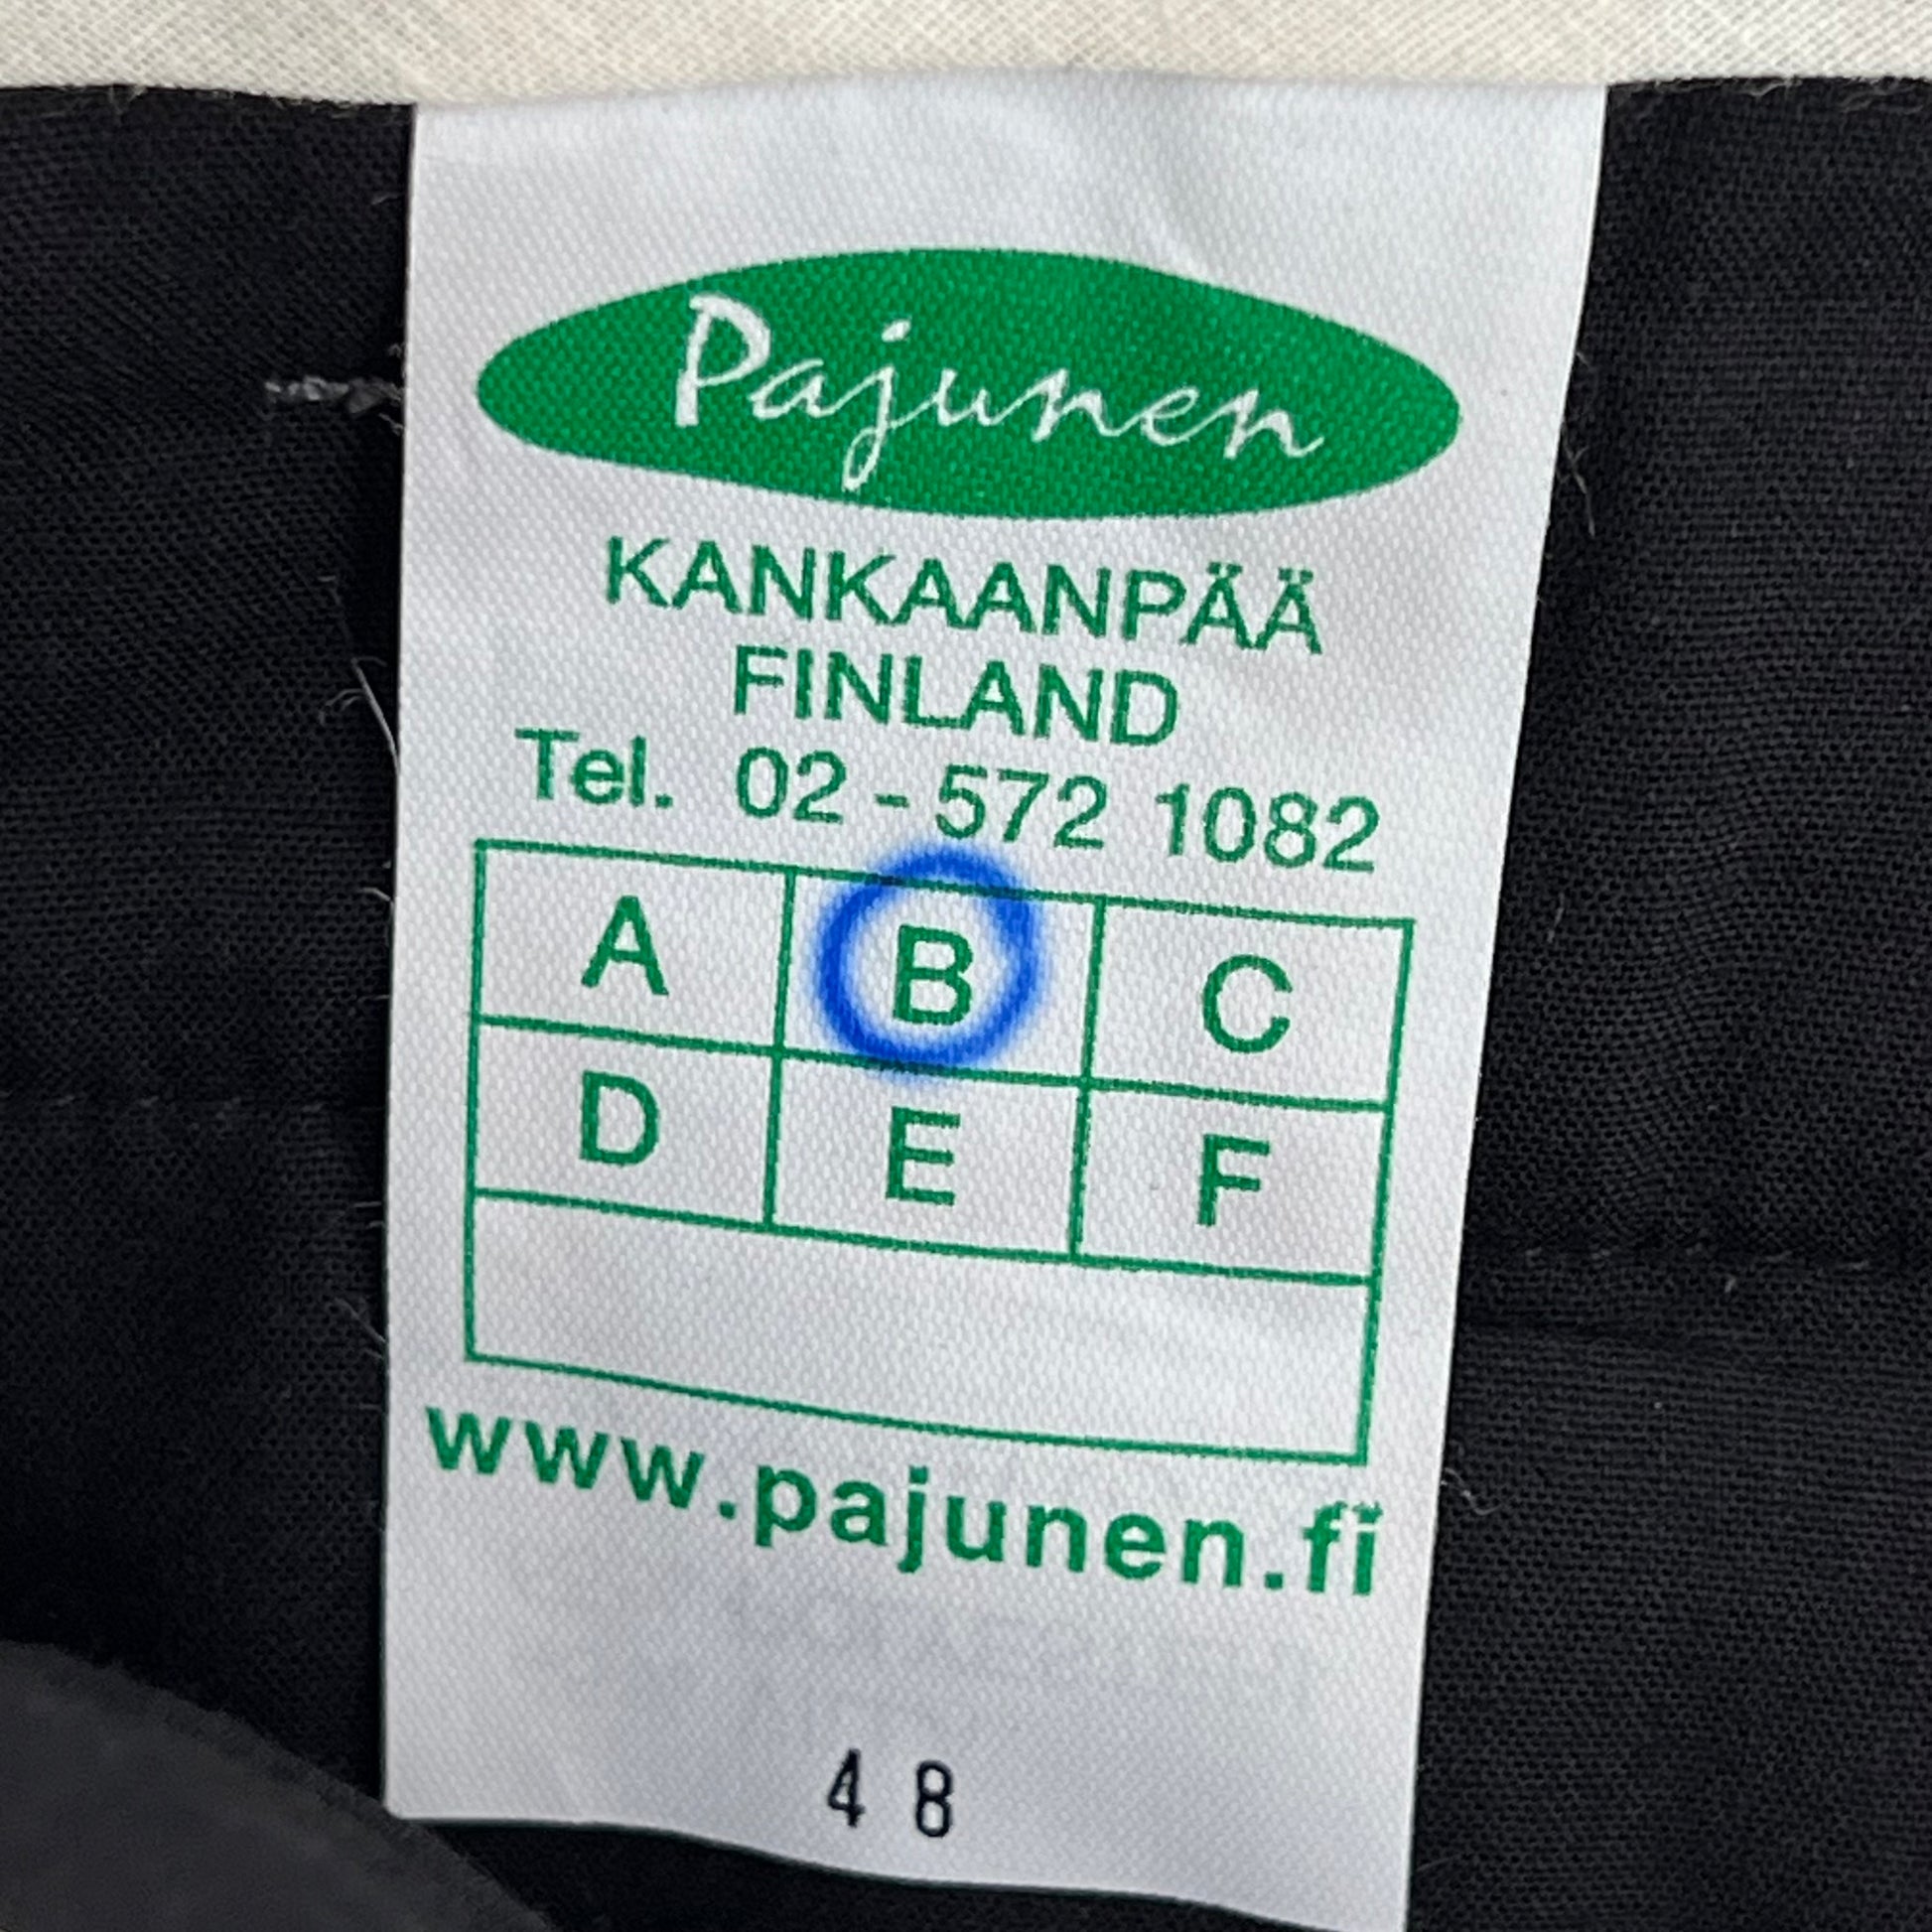 Pajunen
KANKAANPÄÄ
FINLAND
Tel. 02 - 572 1082
A B C
D E F
www.pajunen.fi
48